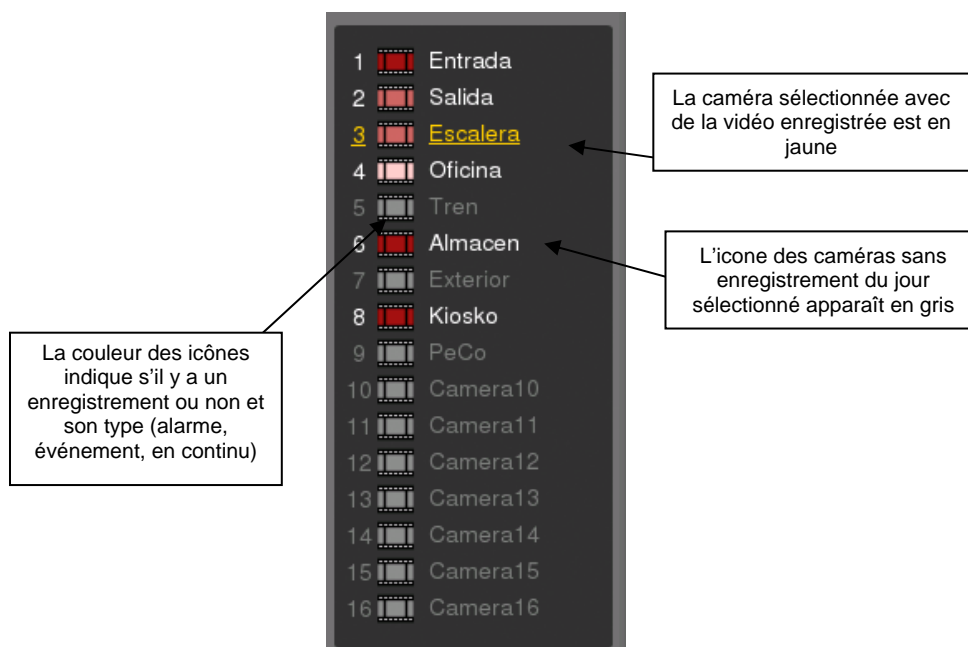 1 Entrada
2 Salida
3 Escalera
4 Oficina
5 Tren
6 Almacen
7 Exterior
8 Kiosko
9 PeCo
10 Camera10
11 Camera11
12 Camera12
13 Camera13
14 Camera14
15 Camera15
16 Camera16
La caméra sélectionnée avec
de la vidéo enregistrée est en
jaune
L'icone des caméras sans
enregistrement du jour
sélectionné apparaît en gris
La couleur des icônes
indique s'il y a un
enregistrement ou non et
son type (alarme,
événement, en continu)